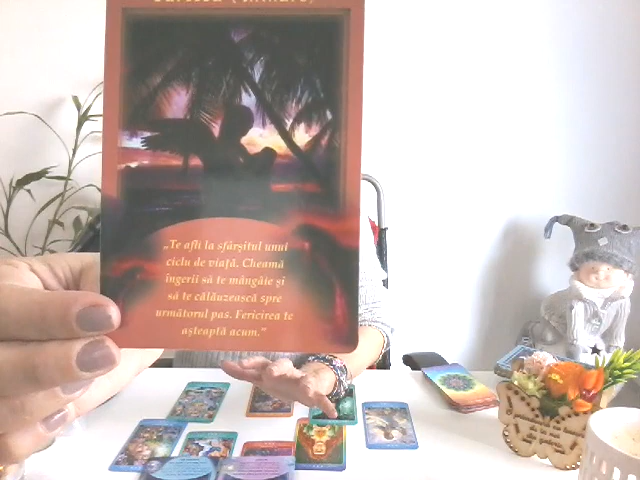 „Te afli la sfârșitul unui
ciclu de viață. Cheamă
îngerii să te mângâie și
să te călăuzească spre
următorul pas. Fericirea te
așteaptă acum.”